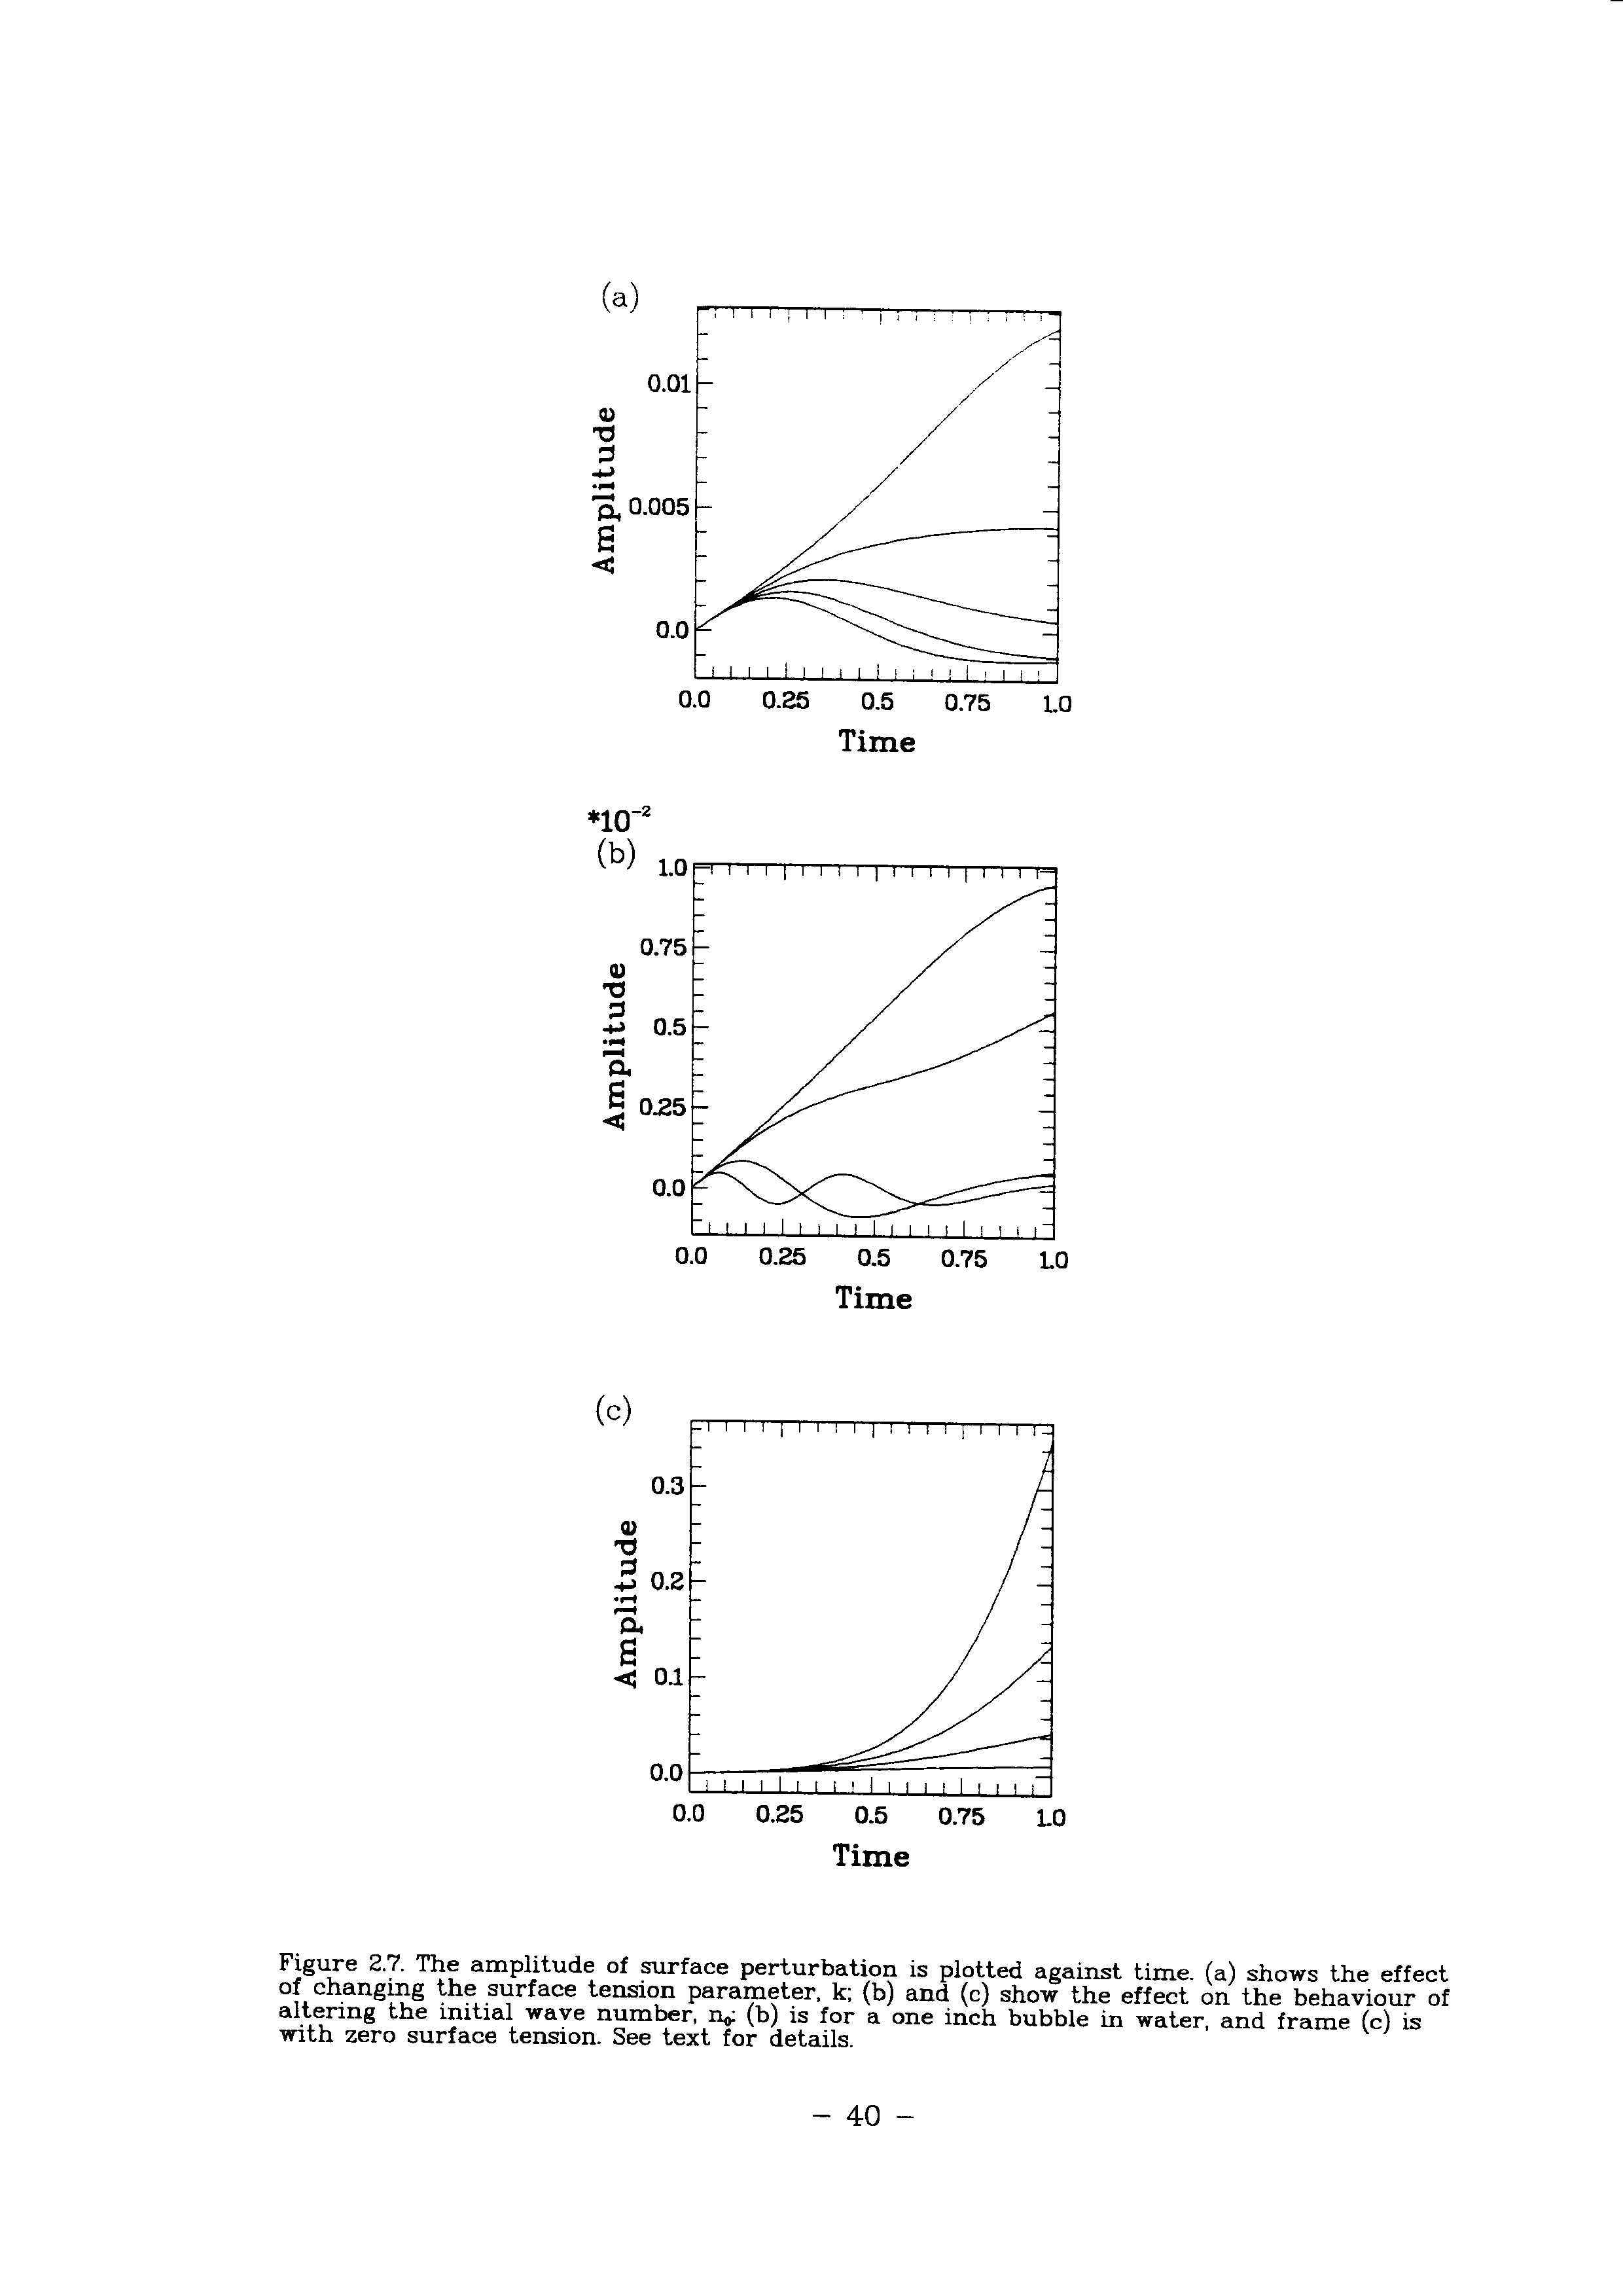 (a)
0.01
0.005
0.0
Amplitude
0.0 0.25 0.5 0.75 1.0
Time
*10⁻²
(b)
1.0
0.75
0.5
0.25
0.0
Amplitude
0.0 0.25 0.5 0.75 1.0
Time
(c)
0.3
0.2
0.1
0.0
Amplitude
0.0 0.25 0.5 0.75 1.0
Time
Figure 2.7. The amplitude of surface perturbation is plotted against time. (a) shows the effect
of changing the surface tension parameter, k; (b) and (c) show the effect on the behaviour of
altering the initial wave number, n₀: (b) is for a one inch bubble in water, and frame (c) is
with zero surface tension. See text for details.
- 40 -